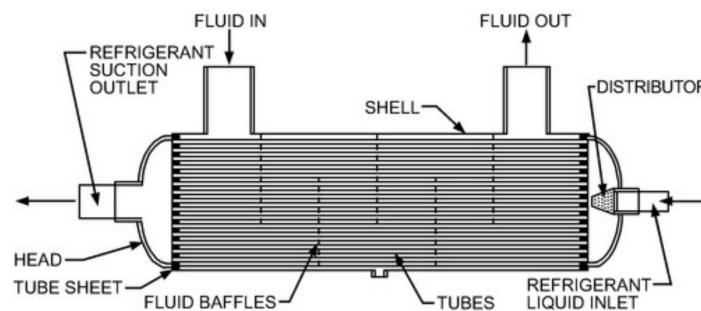 FLUID IN
FLUID OUT
REFRIGERANT
SUCTION
OUTLET
SHELL
DISTRIBUTOR
HEAD
TUBE SHEET
FLUID BAFFLES
TUBES
REFRIGERANT
LIQUID INLET